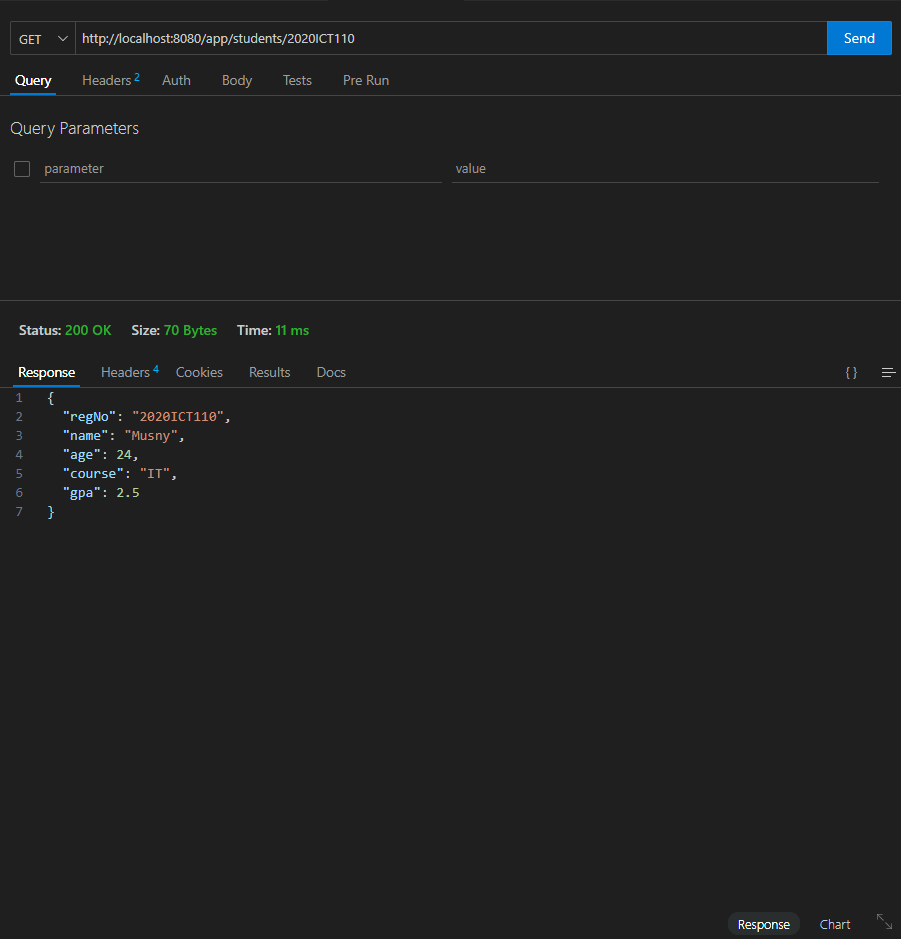 GET http://localhost:8080/app/students/2020ICT110 Send
Query Headers 2 Auth Body Tests Pre Run
Query Parameters
parameter value
Status: 200 OK Size: 70 Bytes Time: 11 ms
Response Headers 4 Cookies Results Docs {}
1 {
2 "regNo": "2020ICT110",
3 "name": "Musny",
4 "age": 24,
5 "course": "IT",
6 "gpa": 2.5
7 }
Response Chart